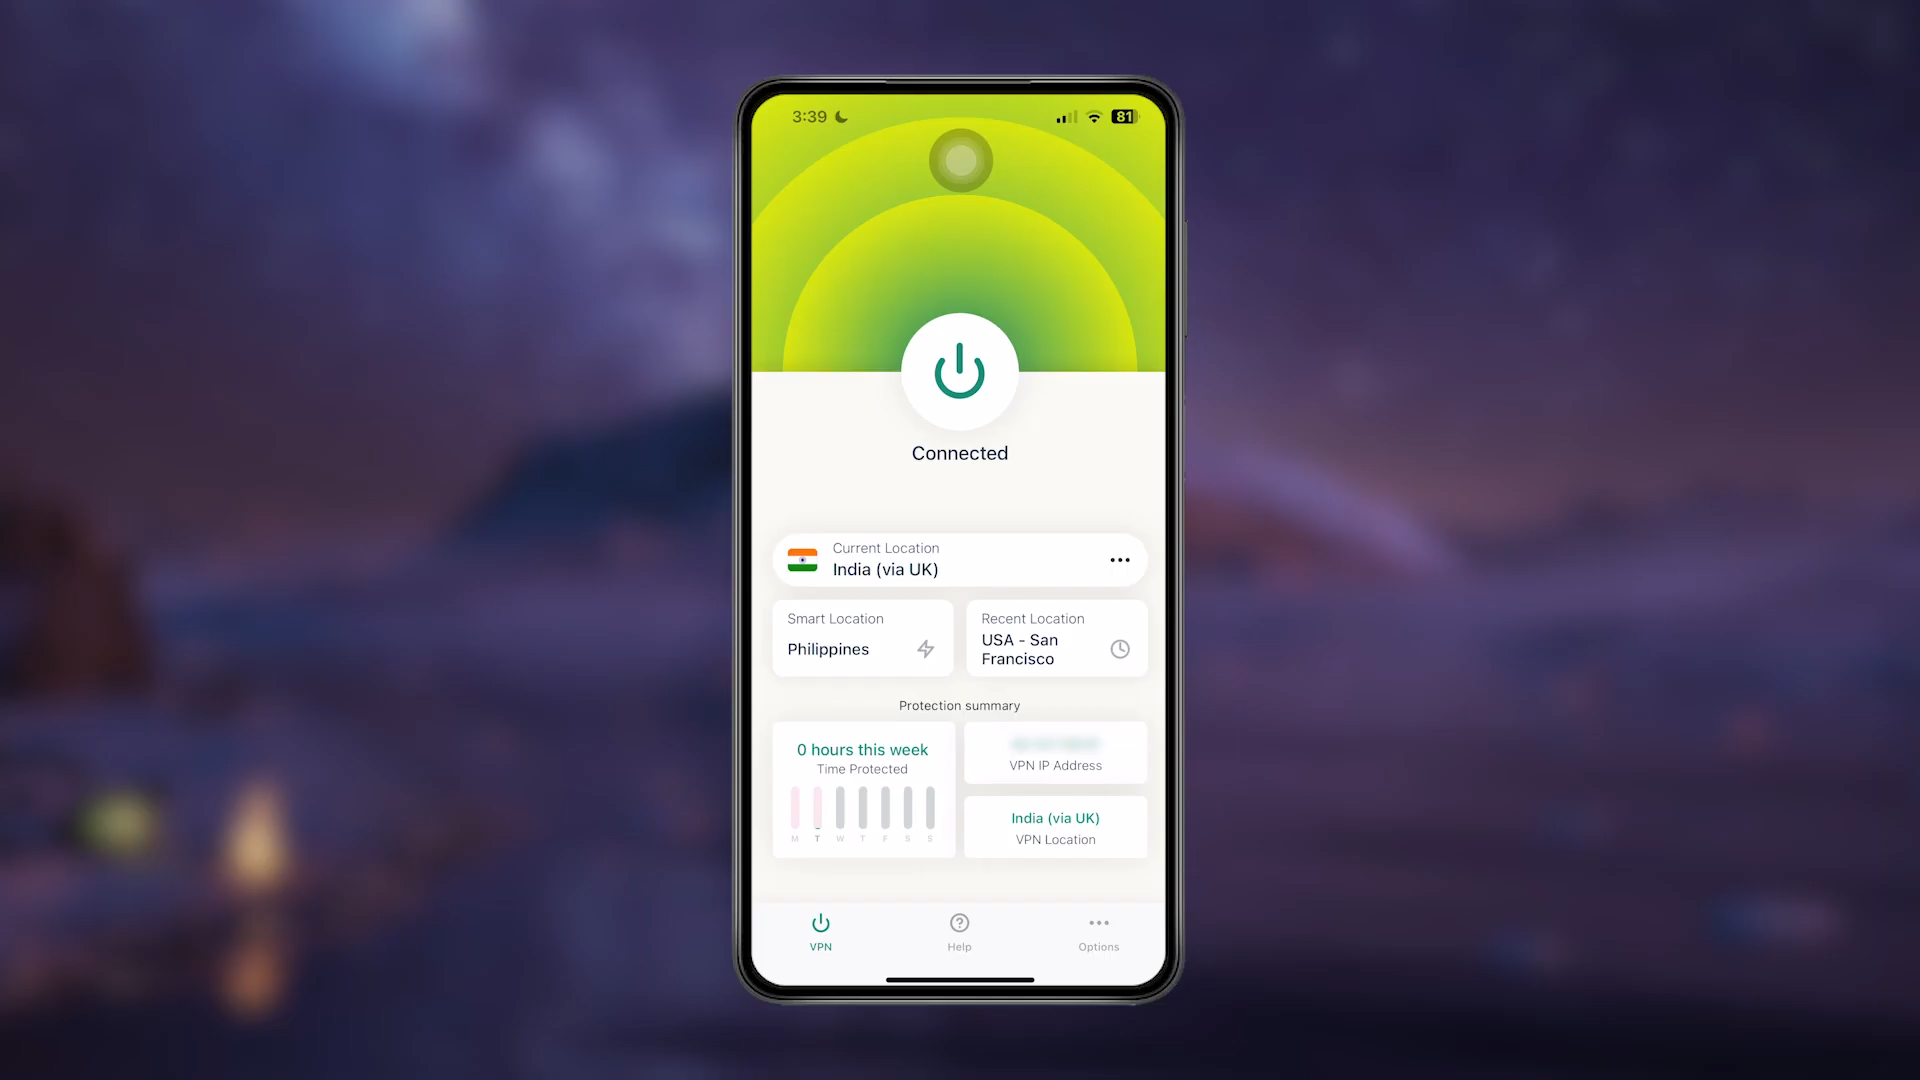 3:39
81
Connected
Current Location
India (via UK)
Smart Location
Philippines
Recent Location
USA - San
Francisco
Protection summary
0 hours this week
Time Protected
M T W T F S S
VPN IP Address
India (via UK)
VPN Location
VPN
Help
Options